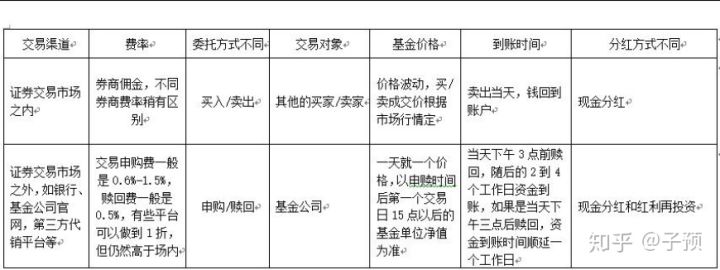 交易渠道 费率 委托方式不同 交易对象 基金价格 到账时间 分红方式不同
证券交易市场
之内
券商佣金，不同
券商费率稍有区
别
买入/卖出
其他的买家/卖家
价格波动，买/
卖成交价根据
市场行情定
卖出当天，钱回到
账户
现金分红
证券交易市场
之外，如银行、
基金公司官
网，第三方代
销平台等
交易申购费一般
是 0.6%-1.5%，
赎回费一般是
0.5%，有些平台
可以做到 1 折，
但仍然高于场内
申购/赎回
基金公司
一天就一个价
格，以申赎时间
后第一个交易
日 15 点以后的
基金单位净值
为准
当天下午 3 点前赎
回，随后的 2 到 4
个工作日资金到
账，如果是当天下
午三点后赎回，资
金到账时间顺延一
个工作日
现金分红和红利再投资
知乎 @子预